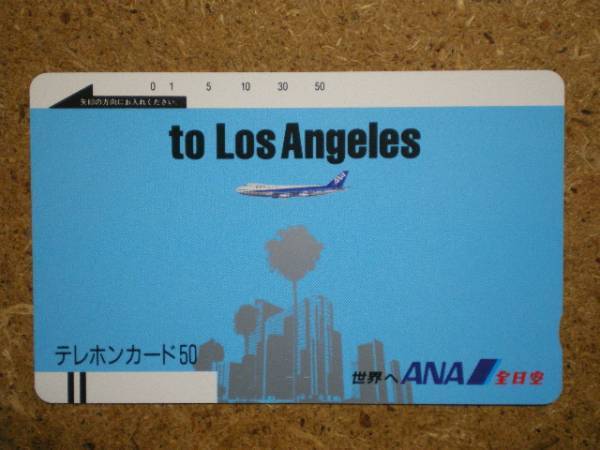 0 1 5 10 30 50
矢印の方向にお入れください
to Los Angeles
ANA
テレホンカード50
世界へ ANA 全日空